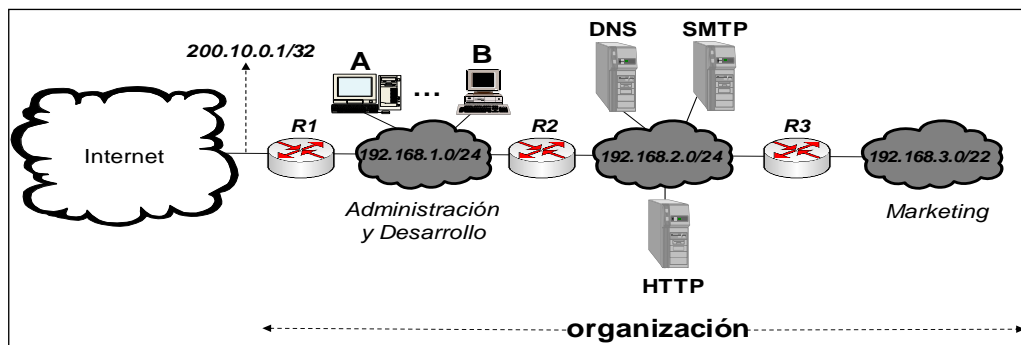 DNS
SMTP
200.10.0.1/32
A
...
B
R1
R2
R3
Internet
192.168.1.0/24
192.168.2.0/24
192.168.3.0/22
Administración
y Desarrollo
Marketing
HTTP
organización